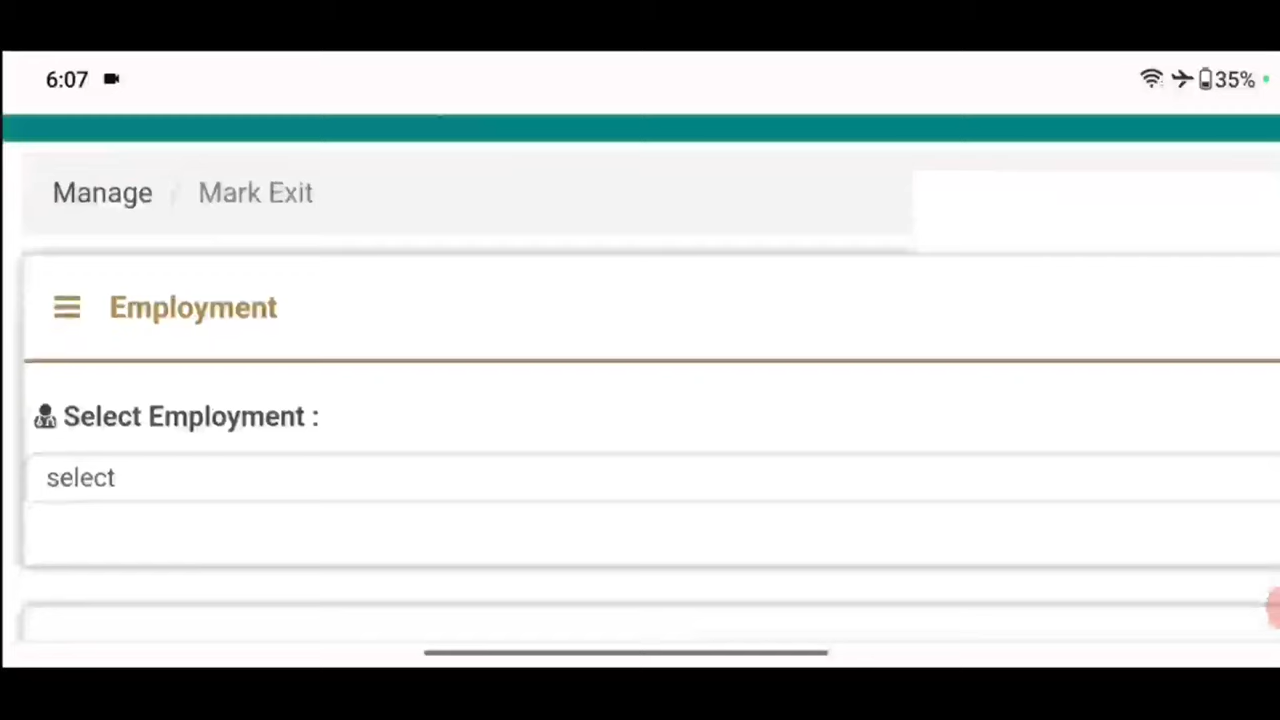 6:07 35%
Manage / Mark Exit
Employment
Select Employment :
select